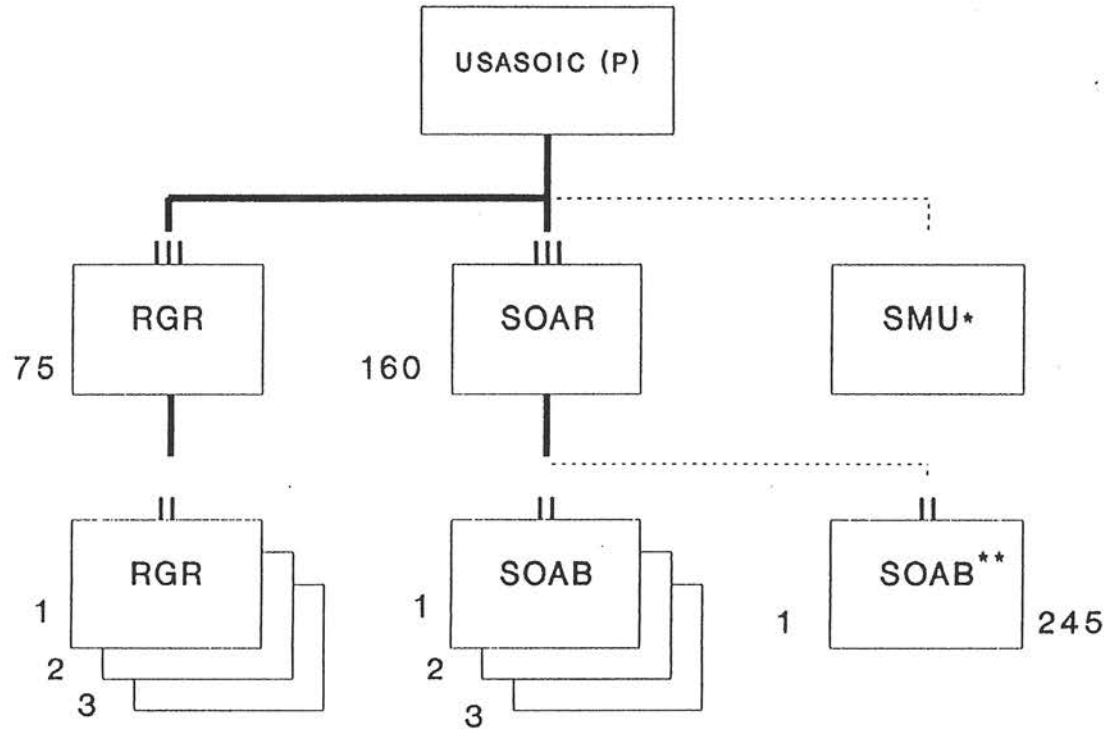 USASOIC (P)
III III
RGR SOAR SMU*
75 160
II II II
RGR SOAB SOAB**
1 1 1 245
2 2
3 3